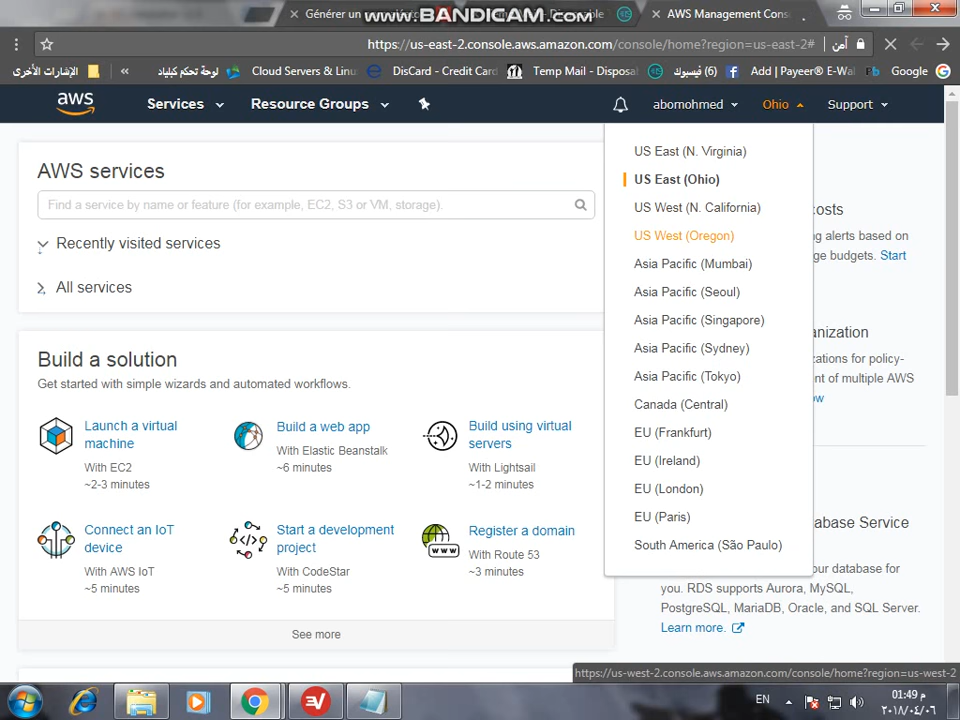 Générer un
www.BANDICAM.com
AWS Management Cons
https://us-east-2.console.aws.amazon.com/console/home?region=us-east-2#
آمن
الإشارات الأخرى
«
لوحة تحكم كبلياد
Cloud Servers & Linu
DisCard - Credit Card
Temp Mail - Disposal
(6) فيسبوك
Add | Payeer® E-Wal
Google
aws
Services
Resource Groups
abomohmed
Ohio
Support
AWS services
Find a service by name or feature (for example, EC2, S3 or VM, storage).
Recently visited services
All services
Build a solution
Get started with simple wizards and automated workflows.
Launch a virtual
machine
With EC2
~2-3 minutes
Build a web app
With Elastic Beanstalk
~6 minutes
Build using virtual
servers
With Lightsail
~1-2 minutes
Connect an IoT
device
With AWS IoT
~5 minutes
Start a development
project
With CodeStar
~5 minutes
Register a domain
With Route 53
~3 minutes
See more
US East (N. Virginia)
US East (Ohio)
US West (N. California)
US West (Oregon)
Asia Pacific (Mumbai)
Asia Pacific (Seoul)
Asia Pacific (Singapore)
Asia Pacific (Sydney)
Asia Pacific (Tokyo)
Canada (Central)
EU (Frankfurt)
EU (Ireland)
EU (London)
EU (Paris)
South America (São Paulo)
costs
ng alerts based on
ge budgets. Start
anization
zations for policy-
nt of multiple AWS
ow
abase Service
our database for
you. RDS supports Aurora, MySQL,
PostgreSQL, MariaDB, Oracle, and SQL Server.
Learn more.
https://us-west-2.console.aws.amazon.com/console/home?region=us-west-2
EN
01:49 م
٢٠١٨/٠٤/٠٦